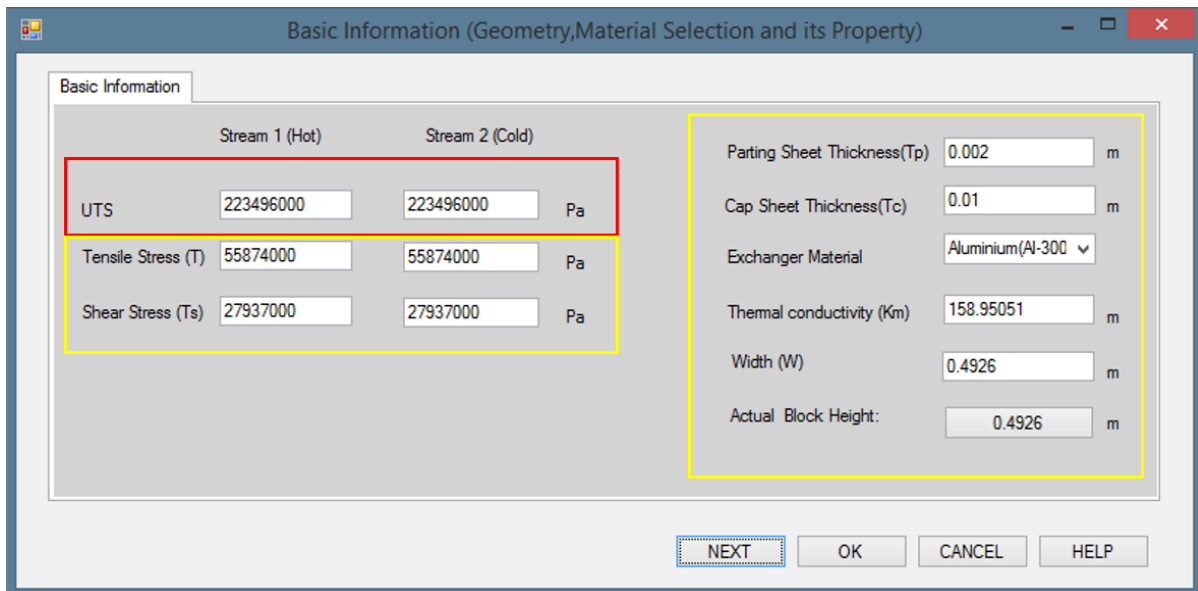 Basic Information (Geometry,Material Selection and its Property)
Basic Information
Stream 1 (Hot) Stream 2 (Cold)
UTS 223496000 223496000 Pa
Tensile Stress (T) 55874000 55874000 Pa
Shear Stress (Ts) 27937000 27937000 Pa
Parting Sheet Thickness(Tp) 0.002 m
Cap Sheet Thickness(Tc) 0.01 m
Exchanger Material Aluminium(Al-300
Thermal conductivity (Km) 158.95051 m
Width (W) 0.4926 m
Actual Block Height: 0.4926 m
NEXT OK CANCEL HELP